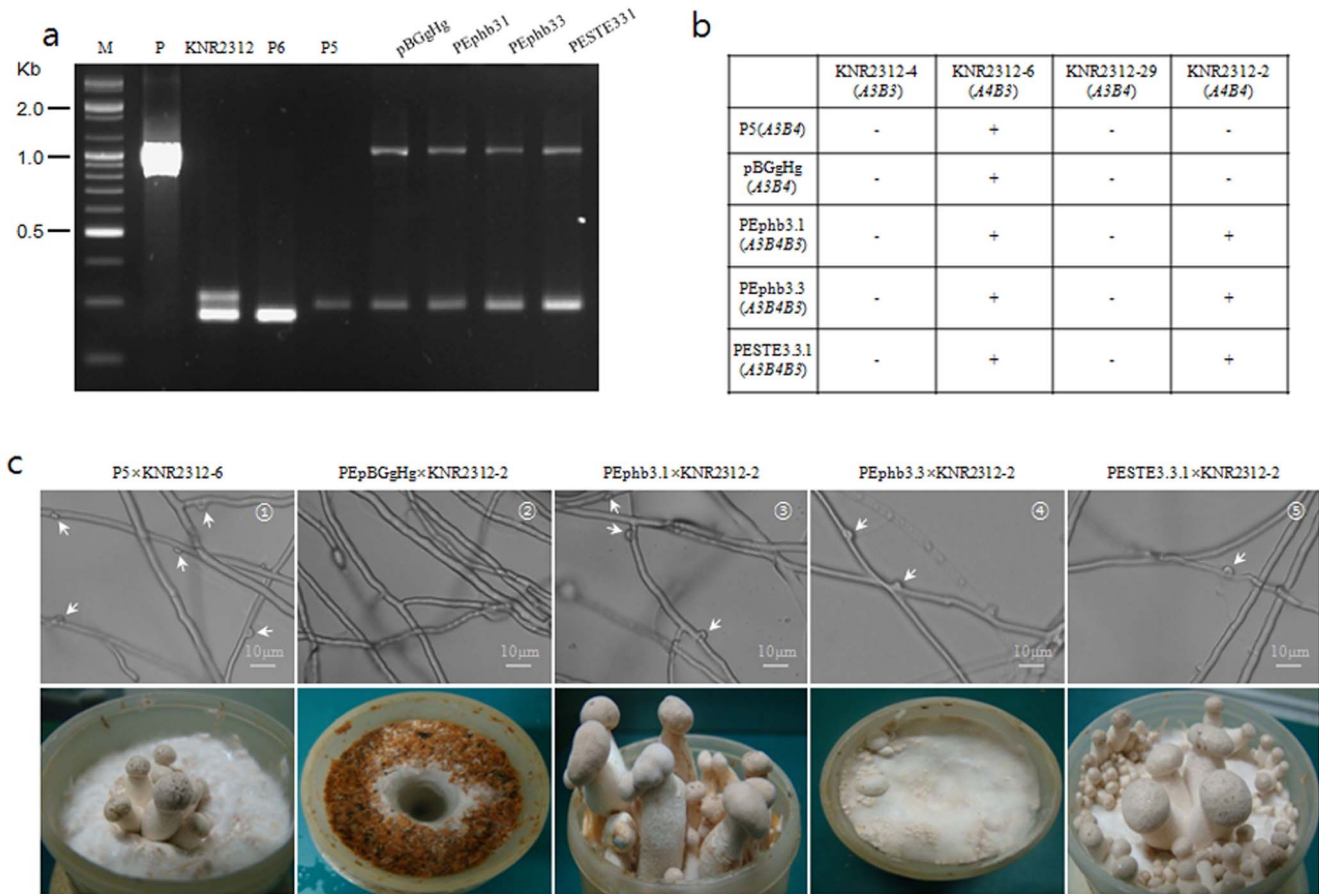 a
M P KNR2312 P6 P5 pBGgHg PEphb31 PEphb33 PESTE331
Kb
2.0
1.0
0.5
b
KNR2312-4 (A3B3) KNR2312-6 (A4B3) KNR2312-29 (A3B4) KNR2312-2 (A4B4)
P5(A3B4) - + - -
pBGgHg (A3B4) - + - -
PEphb3.1 (A3B4B3) - + - +
PEphb3.3 (A3B4B3) - + - +
PESTE3.3.1 (A3B4B3) - + - +
c
P5×KNR2312-6 PEpBGgHg×KNR2312-2 PEphb3.1×KNR2312-2 PEphb3.3×KNR2312-2 PESTE3.3.1×KNR2312-2
① ② ③ ④ ⑤
10μm 10μm 10μm 10μm 10μm